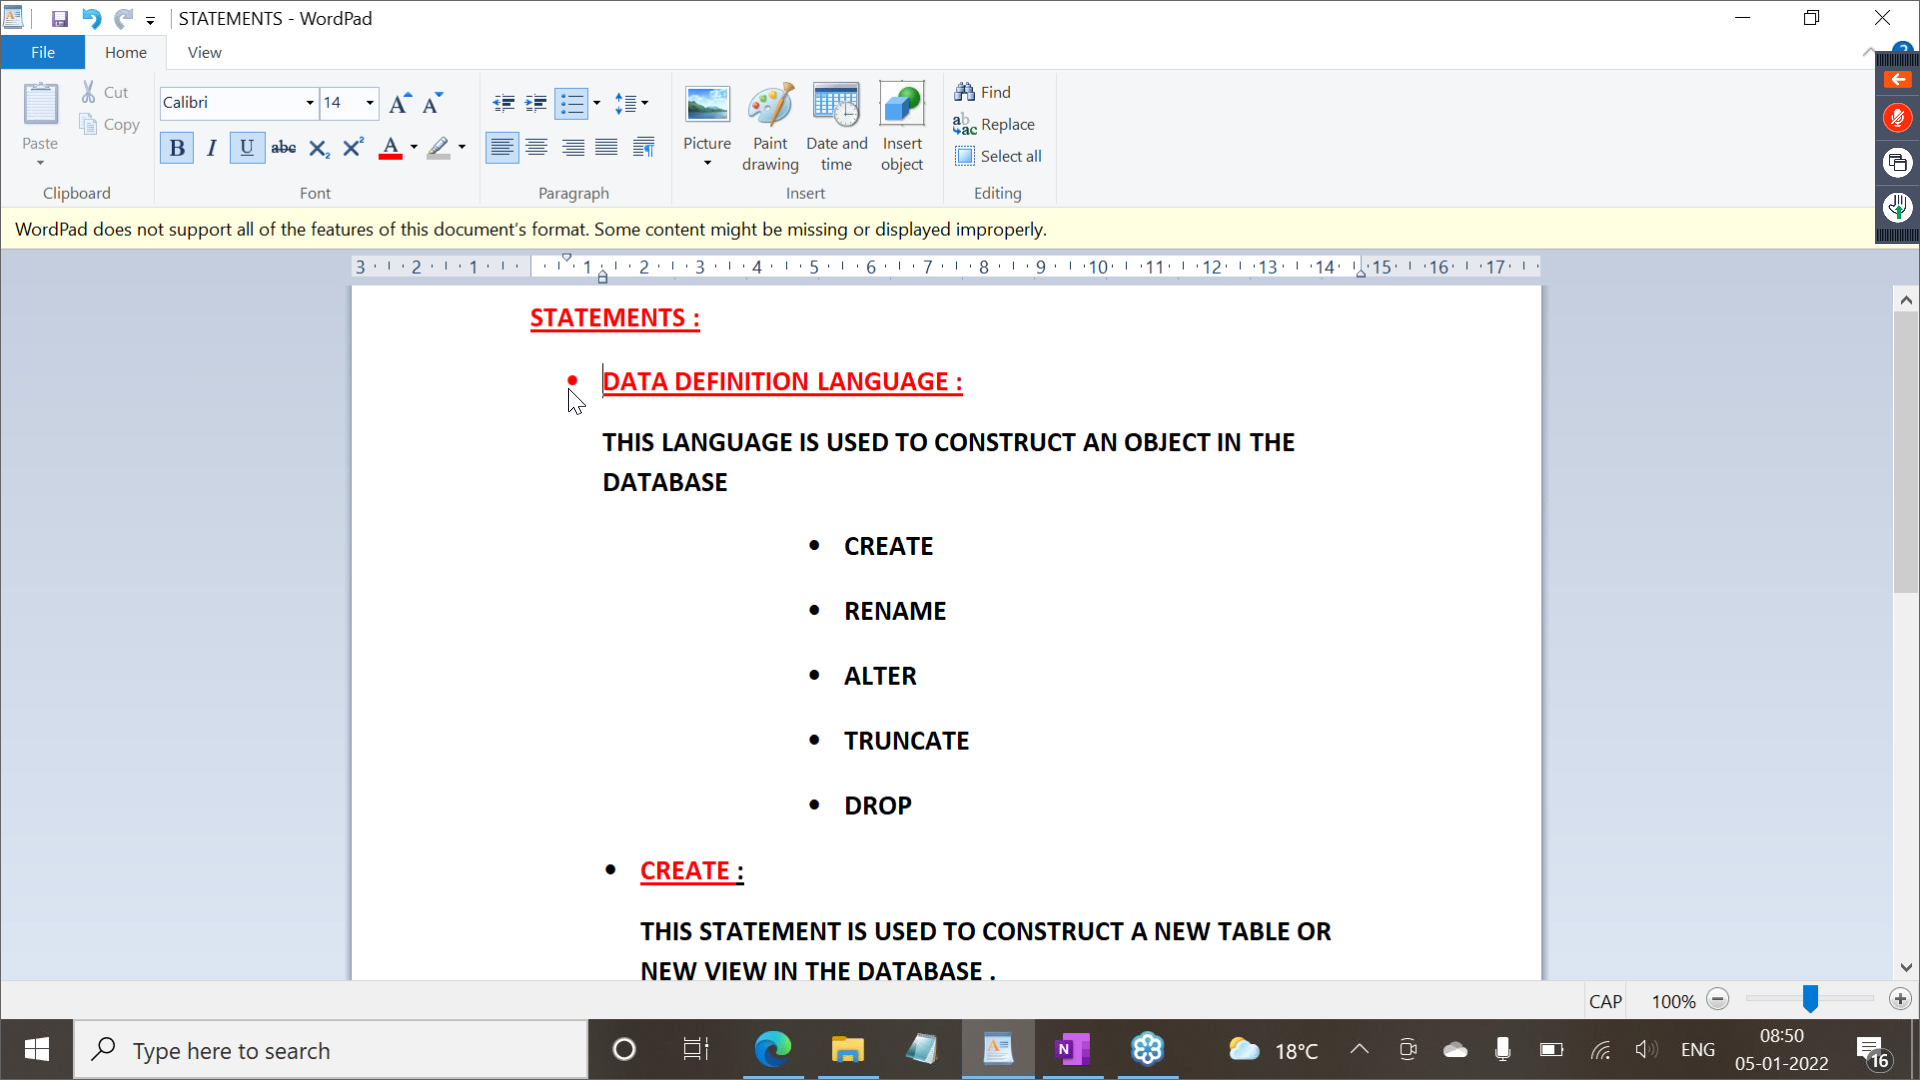 STATEMENTS - WordPad
File Home View
Cut
Copy
Paste
Clipboard
Calibri 14
B I U abc X₂ X² A
Font
Paragraph
Picture
Paint drawing
Date and time
Insert object
Insert
Find
Replace
Select all
Editing
WordPad does not support all of the features of this document's format. Some content might be missing or displayed improperly.
3 2 1 1 2 3 4 5 6 7 8 9 10 11 12 13 14 15 16 17
STATEMENTS :
• DATA DEFINITION LANGUAGE :
THIS LANGUAGE IS USED TO CONSTRUCT AN OBJECT IN THE
DATABASE
• CREATE
• RENAME
• ALTER
• TRUNCATE
• DROP
• CREATE :
THIS STATEMENT IS USED TO CONSTRUCT A NEW TABLE OR
NEW VIEW IN THE DATABASE .
CAP 100%
Type here to search
18°C
ENG
08:50
05-01-2022
16